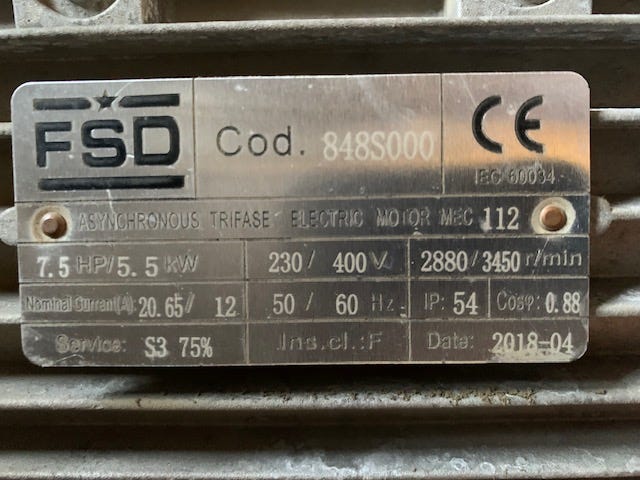 FSD
Cod. 848S000
CE
IEC 60034
ASYNCHRONOUS TRIFASE ELECTRIC MOTOR MEC 112
7.5 HP/5.5 kW 230/ 400V 2880/3450 r/min
Nominal Current(A): 20.65/ 12 50 / 60 Hz IP: 54 Cosφ: 0.88
Service: S3 75% Ins.cl.:F Date: 2018-04